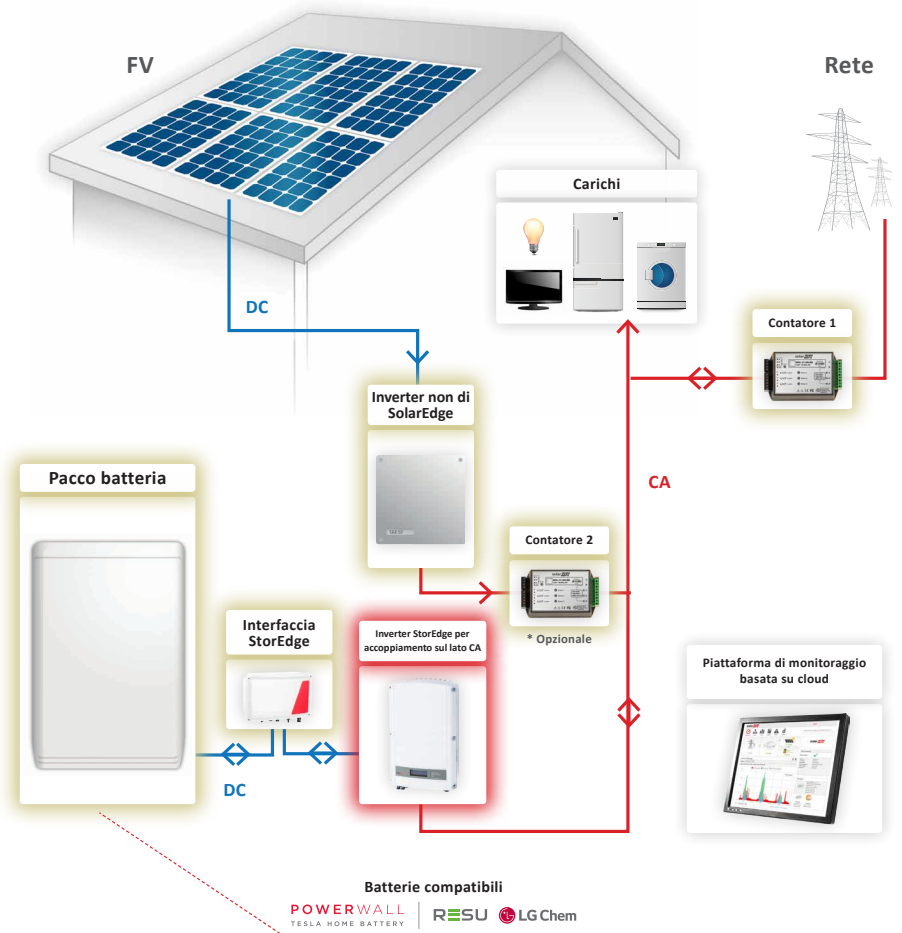 FV
Rete
Carichi
DC
Contatore 1
Inverter non di
SolarEdge
Pacco batteria
CA
Contatore 2
* Opzionale
Interfaccia
StorEdge
Inverter StorEdge per
accoppiamento sul lato CA
Piattaforma di monitoraggio
basata su cloud
DC
Batterie compatibili
POWERWALL
TESLA HOME BATTERY
RESU
LG Chem